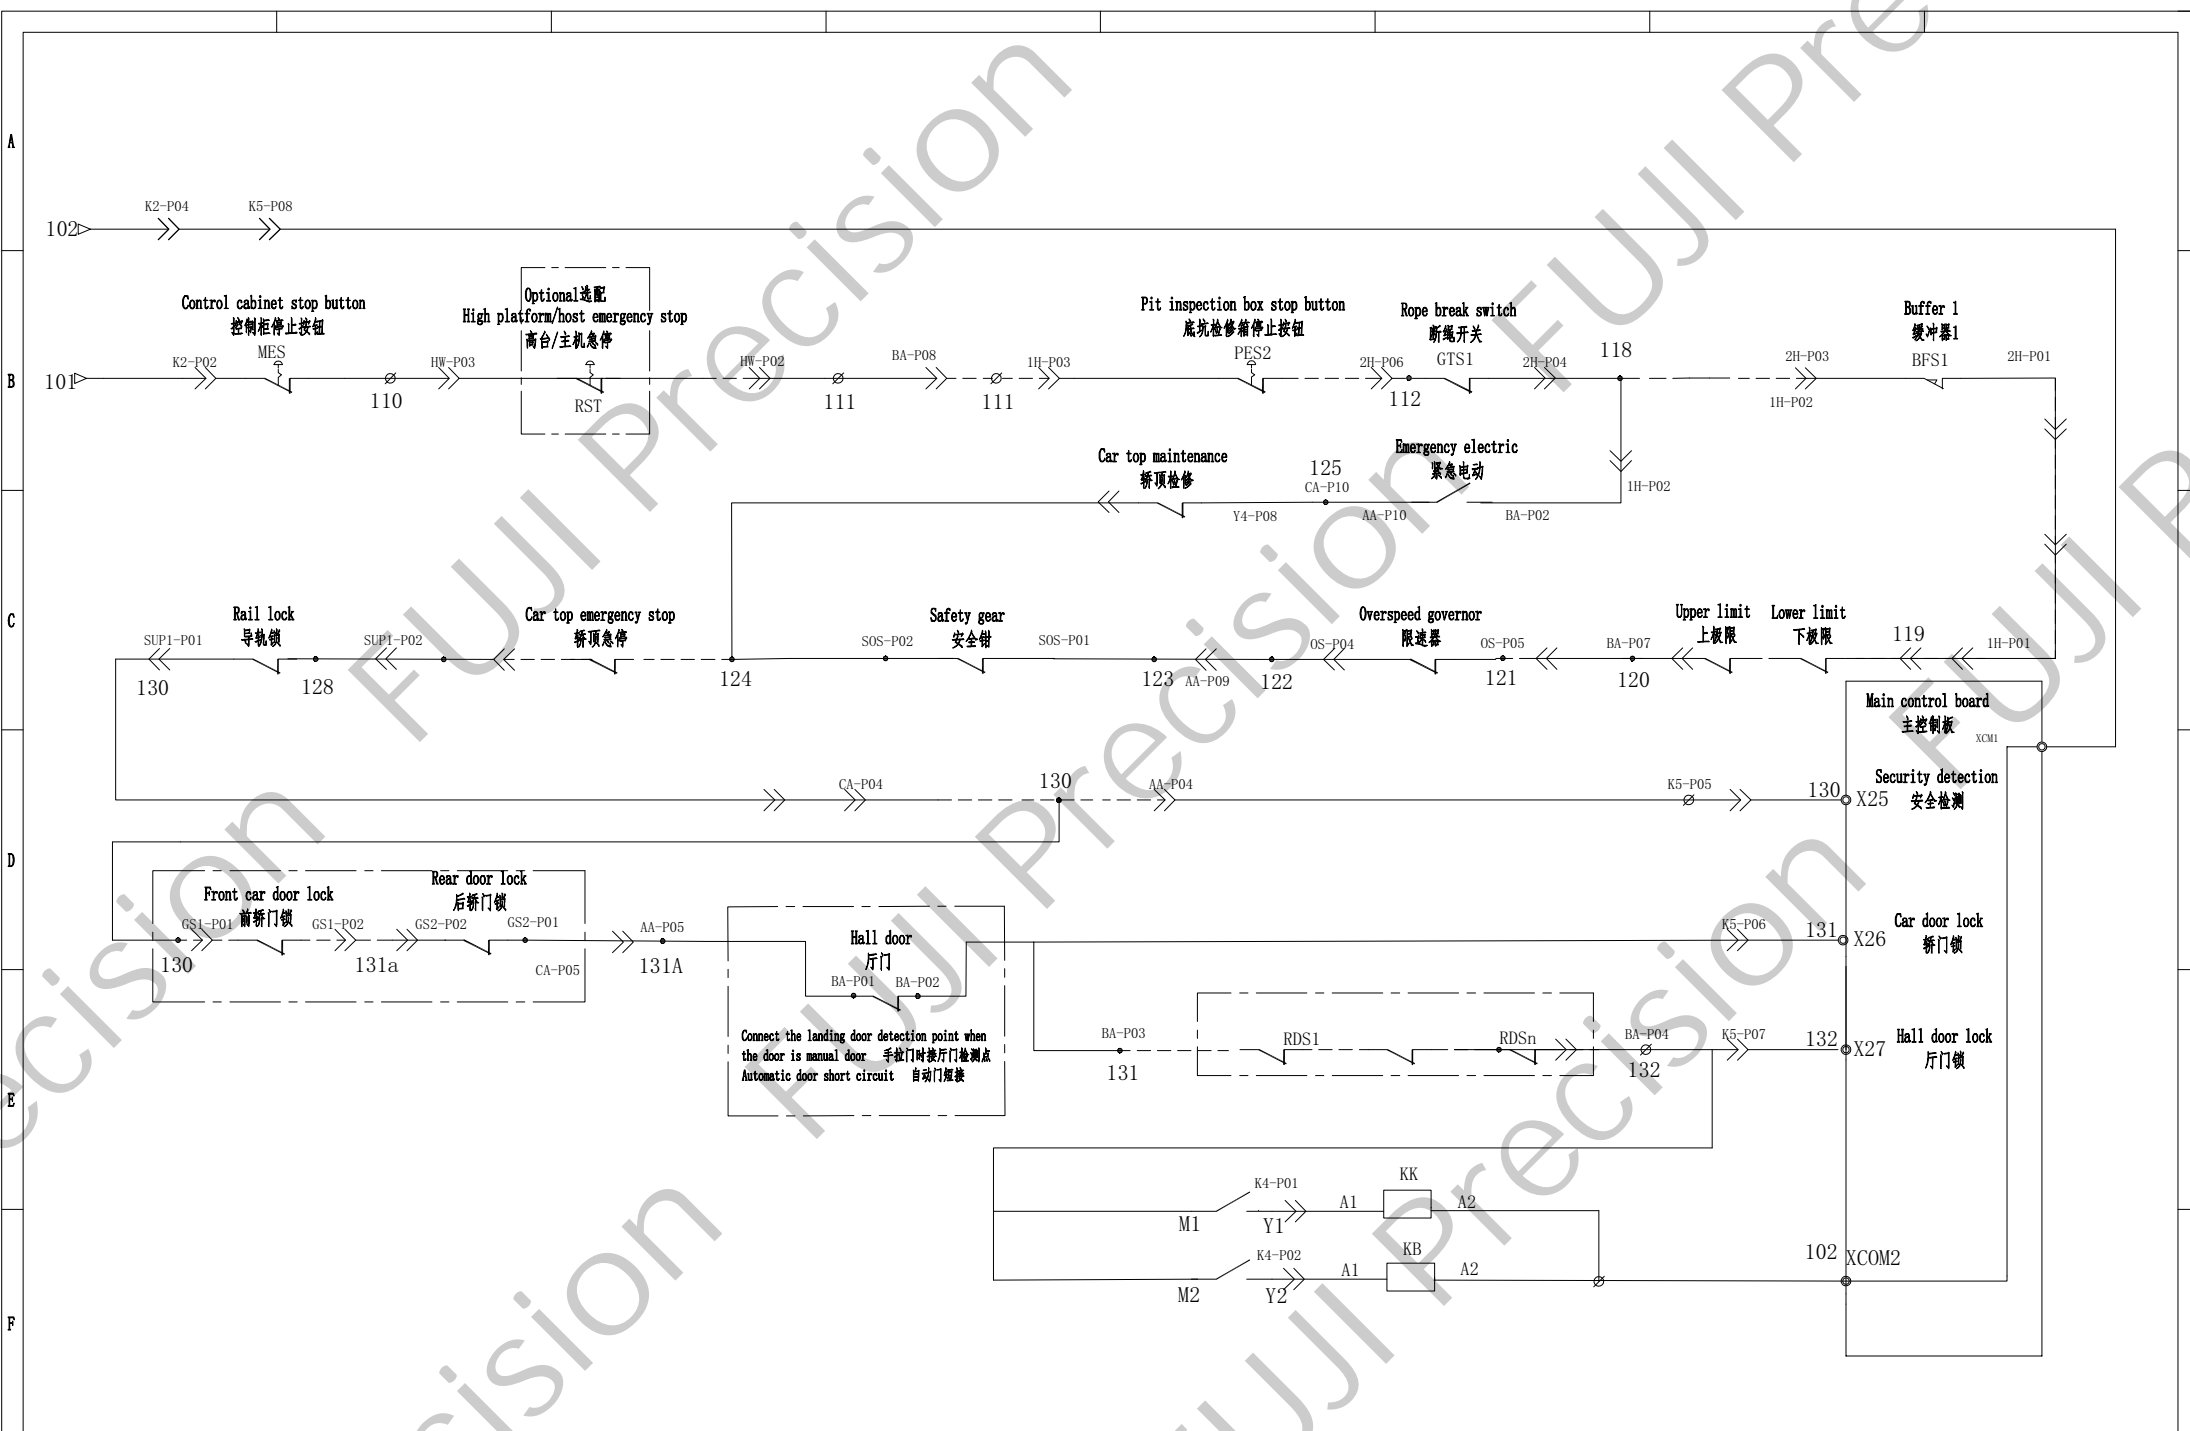 A
K2-P04
K5-P08
102
Optional选配
High platform/host emergency stop
高台/主机急停
Control cabinet stop button
控制柜停止按钮
MES
Pit inspection box stop button
底坑检修箱停止按钮
PES2
Rope break switch
断绳开关
GTS1
Buffer 1
缓冲器1
BFS1
B
101
K2-P02
110
HW-P03
RST
HW-P02
111
BA-P08
111
1H-P03
2H-P06
112
2H-P04
118
2H-P03
1H-P02
2H-P01
Car top maintenance
轿顶检修
125
CA-P10
Emergency electric
紧急电动
Y4-P08
AA-P10
BA-P02
1H-P02
C
Rail lock
导轨锁
Car top emergency stop
轿顶急停
Safety gear
安全钳
Overspeed governor
限速器
Upper limit
上极限
Lower limit
下极限
SUP1-P01
130
128
SUP1-P02
124
SOS-P02
SOS-P01
123
AA-P09
122
OS-P04
OS-P05
121
BA-P07
120
119
1H-P01
Main control board
主控制板
XCM1
CA-P04
130
AA-P04
K5-P05
130
X25
Security detection
安全检测
D
Front car door lock
前轿门锁
Rear door lock
后轿门锁
GS1-P01
130
GS1-P02
131a
GS2-P02
GS2-P01
CA-P05
AA-P05
131A
Hall door
厅门
BA-P01
BA-P02
Connect the landing door detection point when
the door is manual door 手拉门时接厅门检测点
Automatic door short circuit 自动门短接
K5-P06
131
X26
Car door lock
轿门锁
E
BA-P03
131
RDS1
RDSn
BA-P04
132
K5-P07
132
X27
Hall door lock
厅门锁
K4-P01
M1
Y1
A1
KK
A2
K4-P02
M2
Y2
A1
KB
A2
102
XCOM2
F
FUJI Precision
FUJI Pre
FUJI Precision
FUJI P
ecision
FUJI Precision
cision